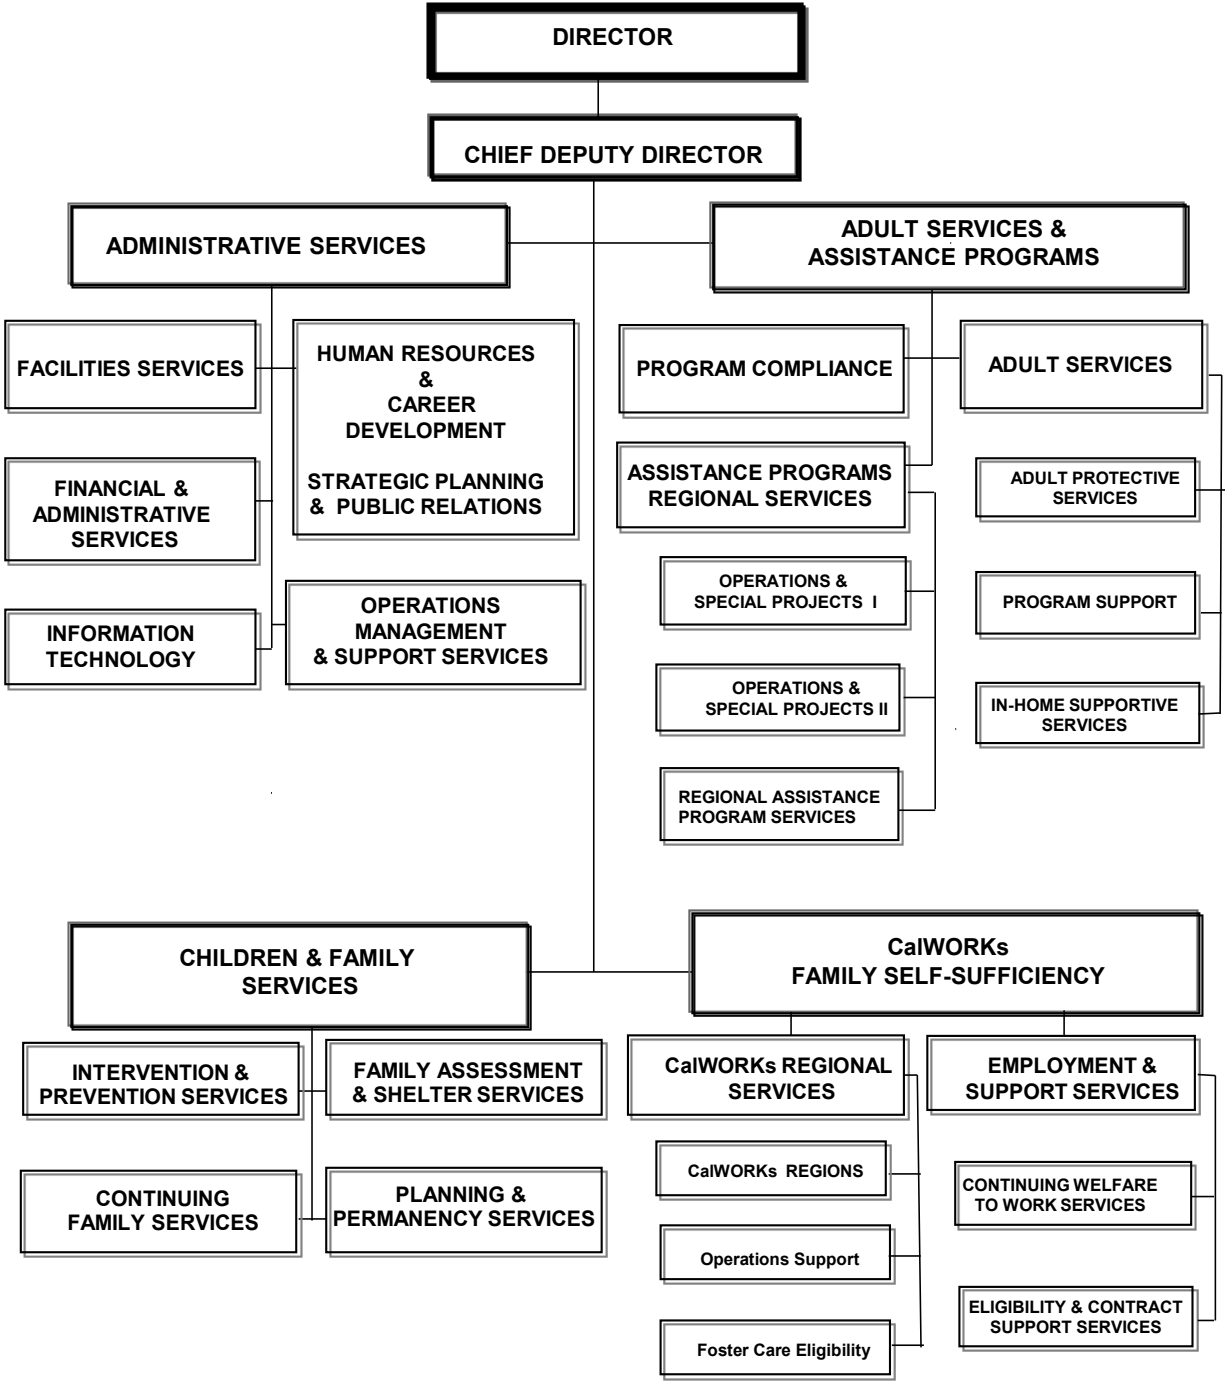 DIRECTOR
CHIEF DEPUTY DIRECTOR
ADMINISTRATIVE SERVICES
ADULT SERVICES &
ASSISTANCE PROGRAMS
FACILITIES SERVICES
HUMAN RESOURCES
&
CAREER
DEVELOPMENT
STRATEGIC PLANNING
& PUBLIC RELATIONS
FINANCIAL &
ADMINISTRATIVE
SERVICES
INFORMATION
TECHNOLOGY
OPERATIONS
MANAGEMENT
& SUPPORT SERVICES
PROGRAM COMPLIANCE
ADULT SERVICES
ASSISTANCE PROGRAMS
REGIONAL SERVICES
OPERATIONS &
SPECIAL PROJECTS I
OPERATIONS &
SPECIAL PROJECTS II
REGIONAL ASSISTANCE
PROGRAM SERVICES
ADULT PROTECTIVE
SERVICES
PROGRAM SUPPORT
IN-HOME SUPPORTIVE
SERVICES
CHILDREN & FAMILY
SERVICES
CalWORKs
FAMILY SELF-SUFFICIENCY
INTERVENTION &
PREVENTION SERVICES
FAMILY ASSESSMENT
& SHELTER SERVICES
CONTINUING
FAMILY SERVICES
PLANNING &
PERMANENCY SERVICES
CalWORKs REGIONAL
SERVICES
CalWORKs REGIONS
Operations Support
Foster Care Eligibility
EMPLOYMENT &
SUPPORT SERVICES
CONTINUING WELFARE
TO WORK SERVICES
ELIGIBILITY & CONTRACT
SUPPORT SERVICES